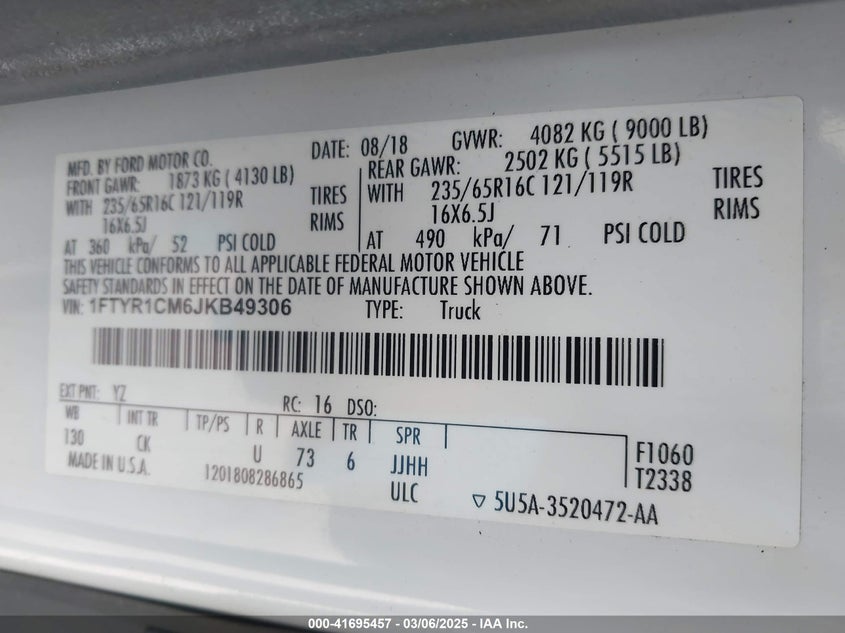 MFD. BY FORD MOTOR CO. DATE: 08/18 GVWR: 4082 KG ( 9000 LB)
FRONT GAWR: 1873 KG ( 4130 LB) REAR GAWR: 2502 KG ( 5515 LB)
WITH 235/65R16C 121/119R TIRES WITH 235/65R16C 121/119R TIRES
16X6.5J RIMS 16X6.5J RIMS
AT 360 kPa/ 52 PSI COLD AT 490 kPa/ 71 PSI COLD
THIS VEHICLE CONFORMS TO ALL APPLICABLE FEDERAL MOTOR VEHICLE
SAFETY STANDARDS IN EFFECT ON THE DATE OF MANUFACTURE SHOWN ABOVE.
VIN: 1FTYR1CM6JKB49306 TYPE: Truck
EXT PNT: YZ RC: 16 DSO:
WB INT TR TP/PS R AXLE TR SPR
130 CK U 73 6 JJHH F1060
MADE IN U.S.A. 1201808286865 ULC T2338
▽ 5U5A-3520472-AA
000-41695457 - 03/06/2025 - IAA Inc.